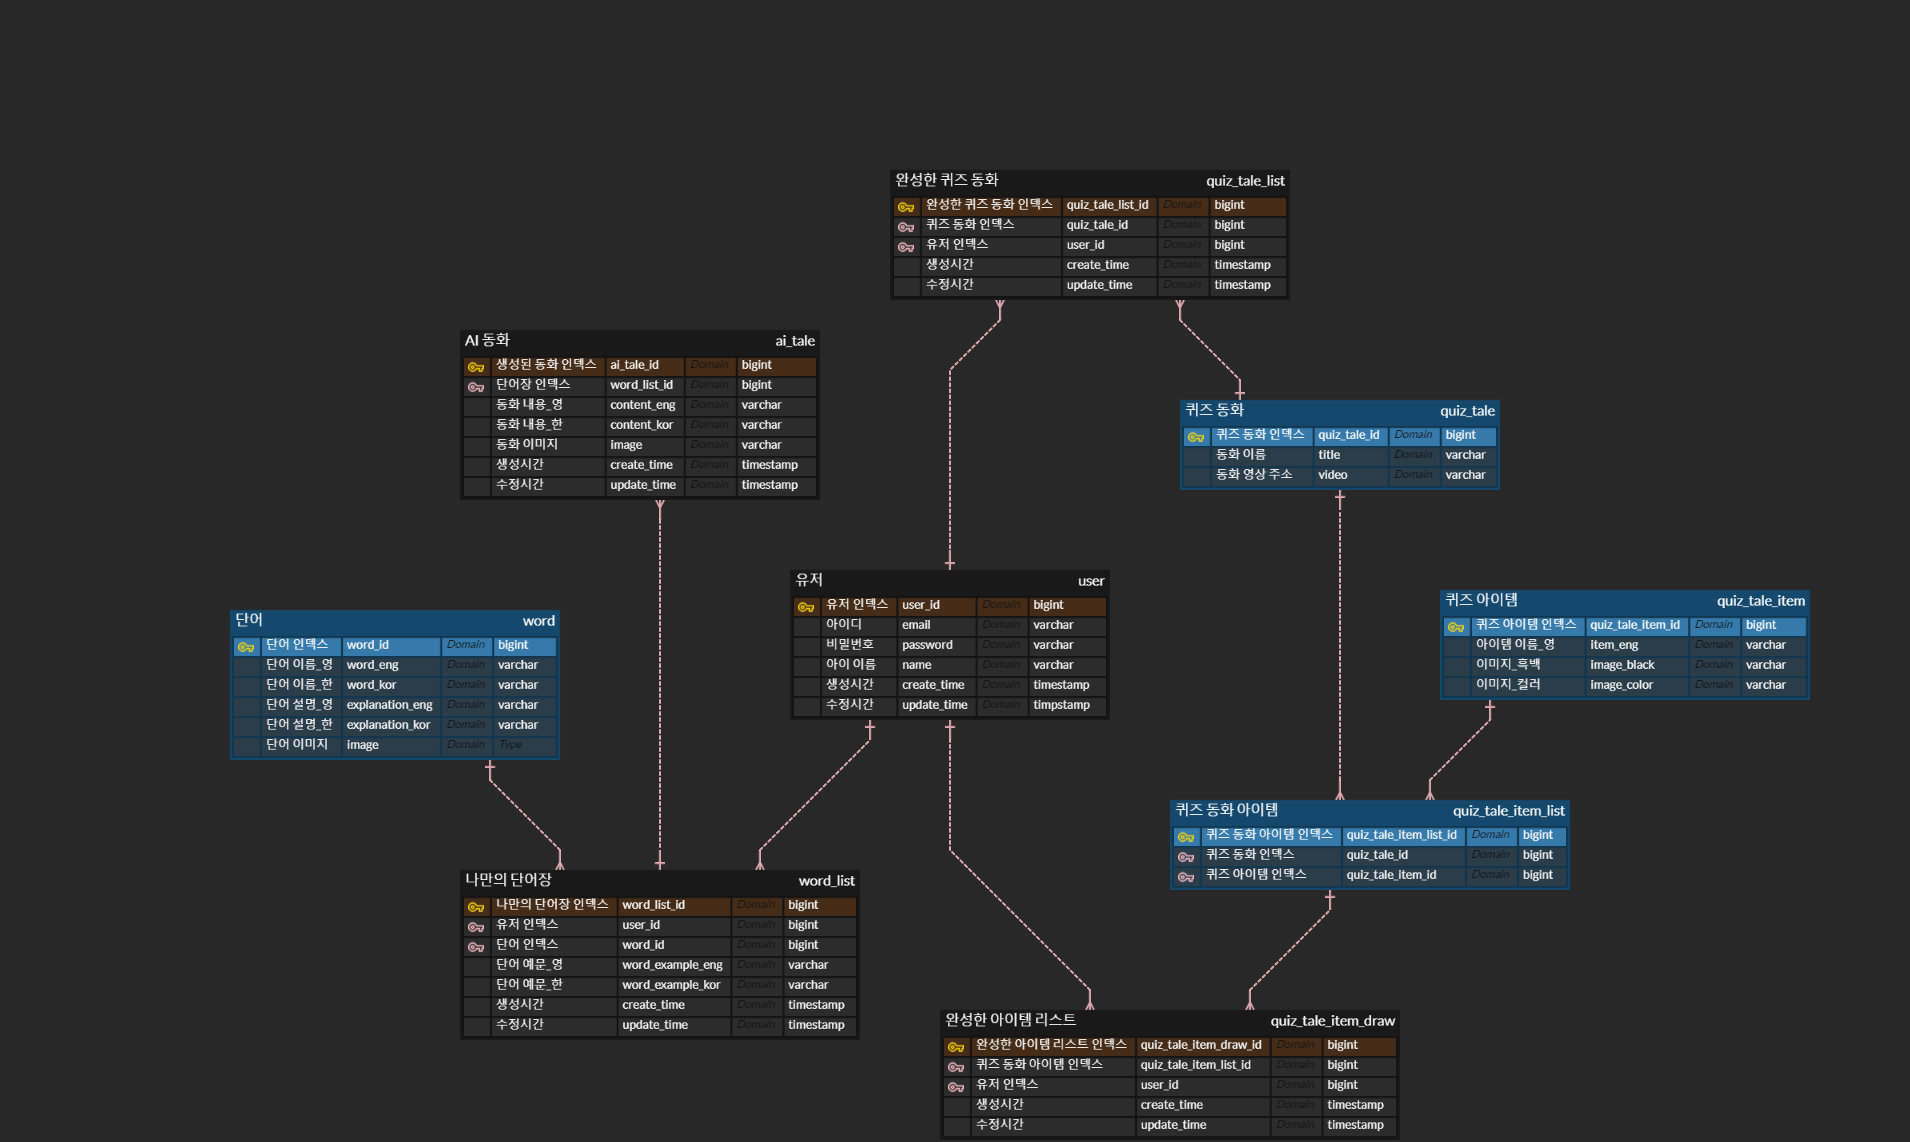 완성한 퀴즈 동화 quiz_tale_list
완성한 퀴즈 동화 인덱스 quiz_tale_list_id Domain bigint
퀴즈 동화 인덱스 quiz_tale_id Domain bigint
유저 인덱스 user_id Domain bigint
생성시간 create_time Domain timestamp
수정시간 update_time Domain timestamp
AI 동화 ai_tale
생성된 동화 인덱스 ai_tale_id Domain bigint
단어장 인덱스 word_list_id Domain bigint
동화 내용_영 content_eng Domain varchar
동화 내용_한 content_kor Domain varchar
동화 이미지 image Domain varchar
생성시간 create_time Domain timestamp
수정시간 update_time Domain timestamp
퀴즈 동화 quiz_tale
퀴즈 동화 인덱스 quiz_tale_id Domain bigint
동화 이름 title Domain varchar
동화 영상 주소 video Domain varchar
유저 user
유저 인덱스 user_id Domain bigint
아이디 email Domain varchar
비밀번호 password Domain varchar
아이 이름 name Domain varchar
생성시간 create_time Domain timestamp
수정시간 update_time Domain timpstamp
퀴즈 아이템 quiz_tale_item
퀴즈 아이템 인덱스 quiz_tale_item_id Domain bigint
아이템 이름_영 item_eng Domain varchar
이미지_흑백 image_black Domain varchar
이미지_컬러 image_color Domain varchar
단어 word
단어 인덱스 word_id Domain bigint
단어 이름_영 word_eng Domain varchar
단어 이름_한 word_kor Domain varchar
단어 설명_영 explanation_eng Domain varchar
단어 설명_한 explanation_kor Domain varchar
단어 이미지 image Domain Type
퀴즈 동화 아이템 quiz_tale_item_list
퀴즈 동화 아이템 인덱스 quiz_tale_item_list_id Domain bigint
퀴즈 동화 인덱스 quiz_tale_id Domain bigint
퀴즈 아이템 인덱스 quiz_tale_item_id Domain bigint
나만의 단어장 word_list
나만의 단어장 인덱스 word_list_id Domain bigint
유저 인덱스 user_id Domain bigint
단어 인덱스 word_id Domain bigint
단어 예문_영 word_example_eng Domain varchar
단어 예문_한 word_example_kor Domain varchar
생성시간 create_time Domain timestamp
수정시간 update_time Domain timestamp
완성한 아이템 리스트 quiz_tale_item_draw
완성한 아이템 리스트 인덱스 quiz_tale_item_draw_id Domain bigint
퀴즈 동화 아이템 인덱스 quiz_tale_item_list_id Domain bigint
유저 인덱스 user_id Domain bigint
생성시간 create_time Domain timestamp
수정시간 update_time Domain timestamp